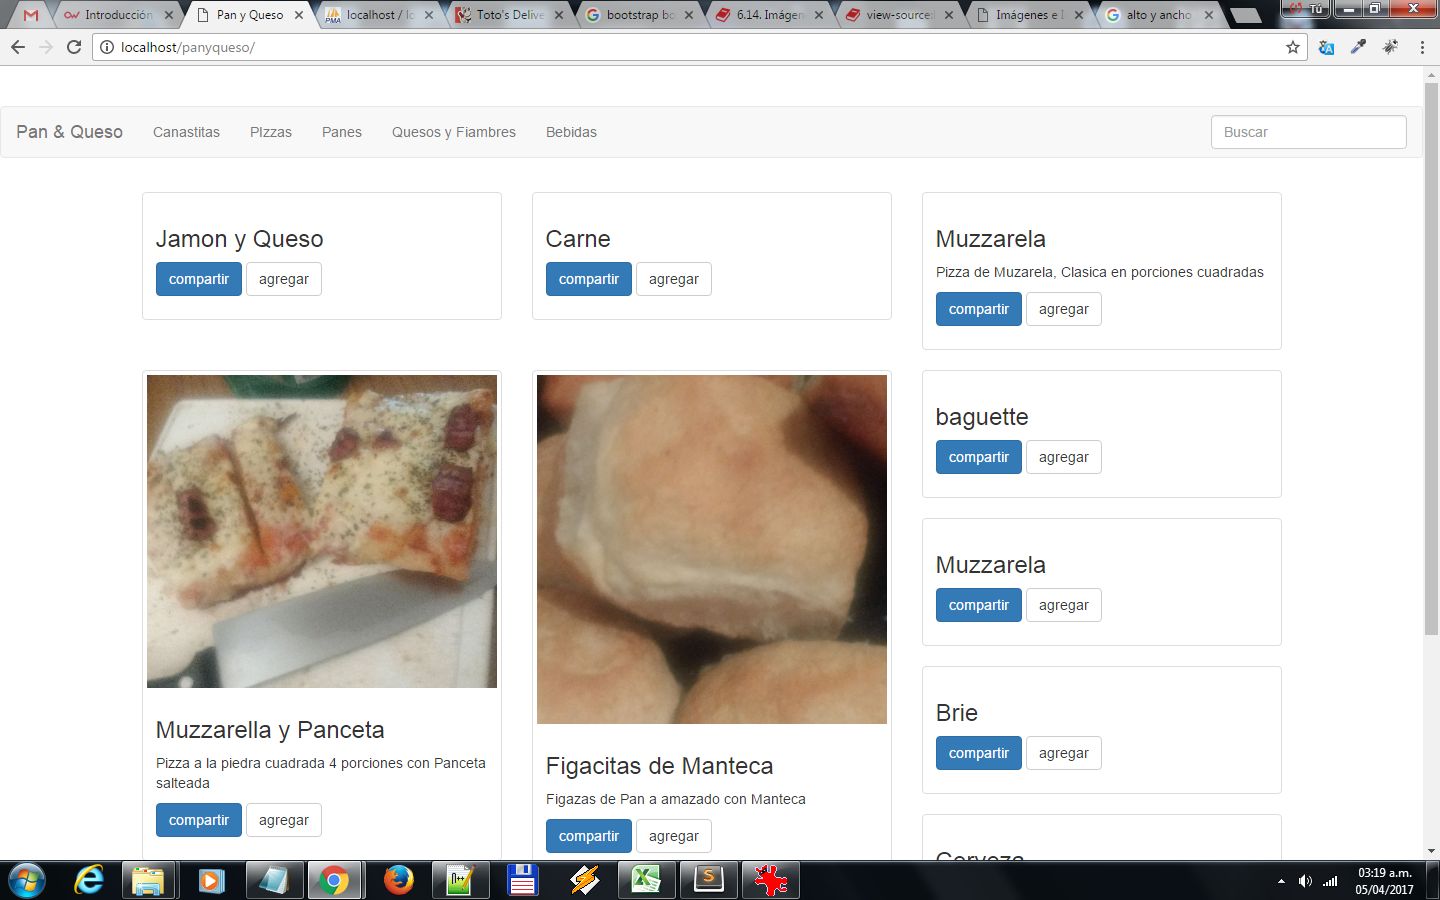 Introducción
Pan y Queso
localhost / lo
Toto's Delive
bootstrap bo
6.14. Imágen
view-source:
Imágenes e
alto y ancho
Tú
localhost/panyqueso/
Pan & Queso
Canastitas
PIzzas
Panes
Quesos y Fiambres
Bebidas
Buscar
Jamon y Queso
compartir
agregar
Carne
compartir
agregar
Muzzarela
Pizza de Muzarela, Clasica en porciones cuadradas
compartir
agregar
Muzzarella y Panceta
Pizza a la piedra cuadrada 4 porciones con Panceta
salteada
compartir
agregar
Figacitas de Manteca
Figazas de Pan a amazado con Manteca
compartir
agregar
baguette
compartir
agregar
Muzzarela
compartir
agregar
Brie
compartir
agregar
Cerveza
03:19 a.m.
05/04/2017